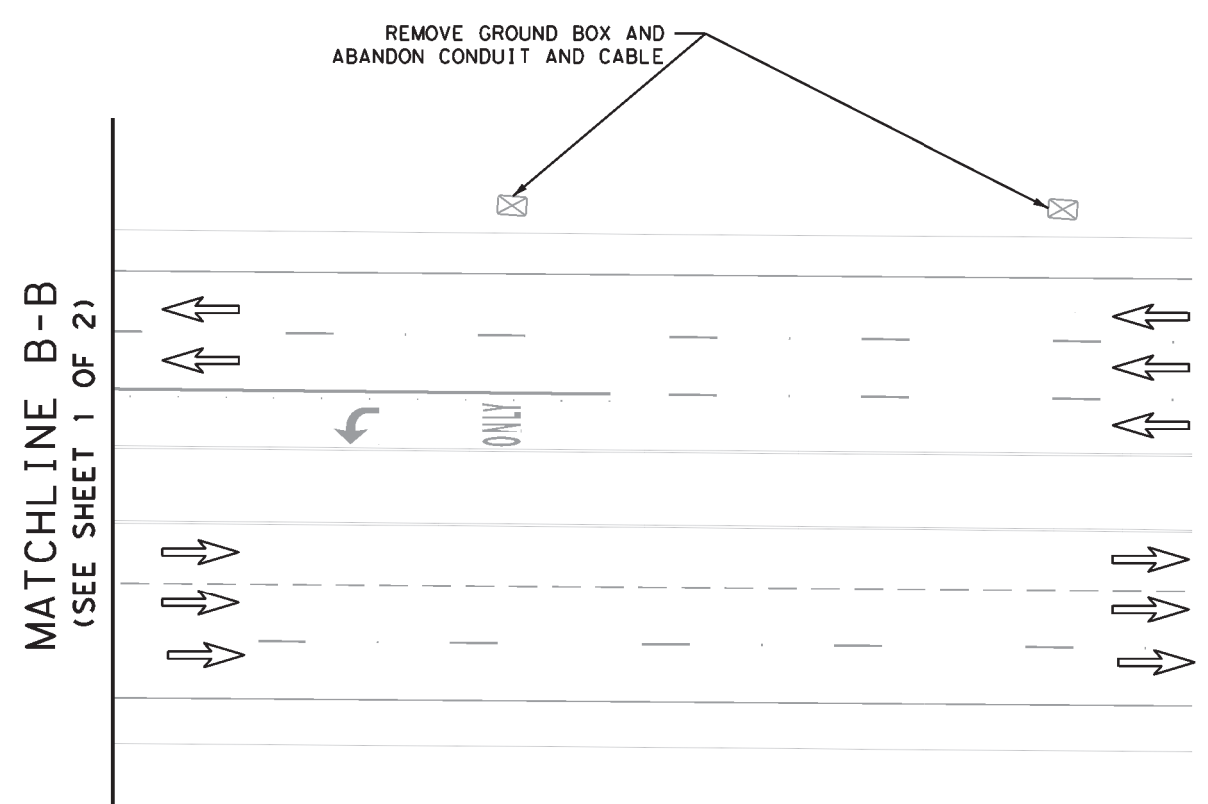 REMOVE GROUND BOX AND
ABANDON CONDUIT AND CABLE
MATCHLINE B-B
(SEE SHEET 1 OF 2)
ONLY